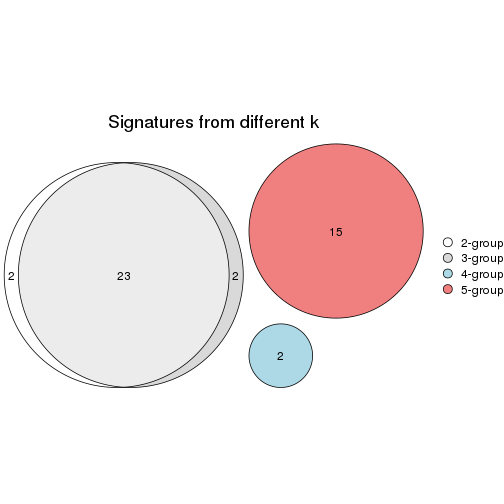 Signatures from different k
15
2
23
2
2
2-group
3-group
4-group
5-group